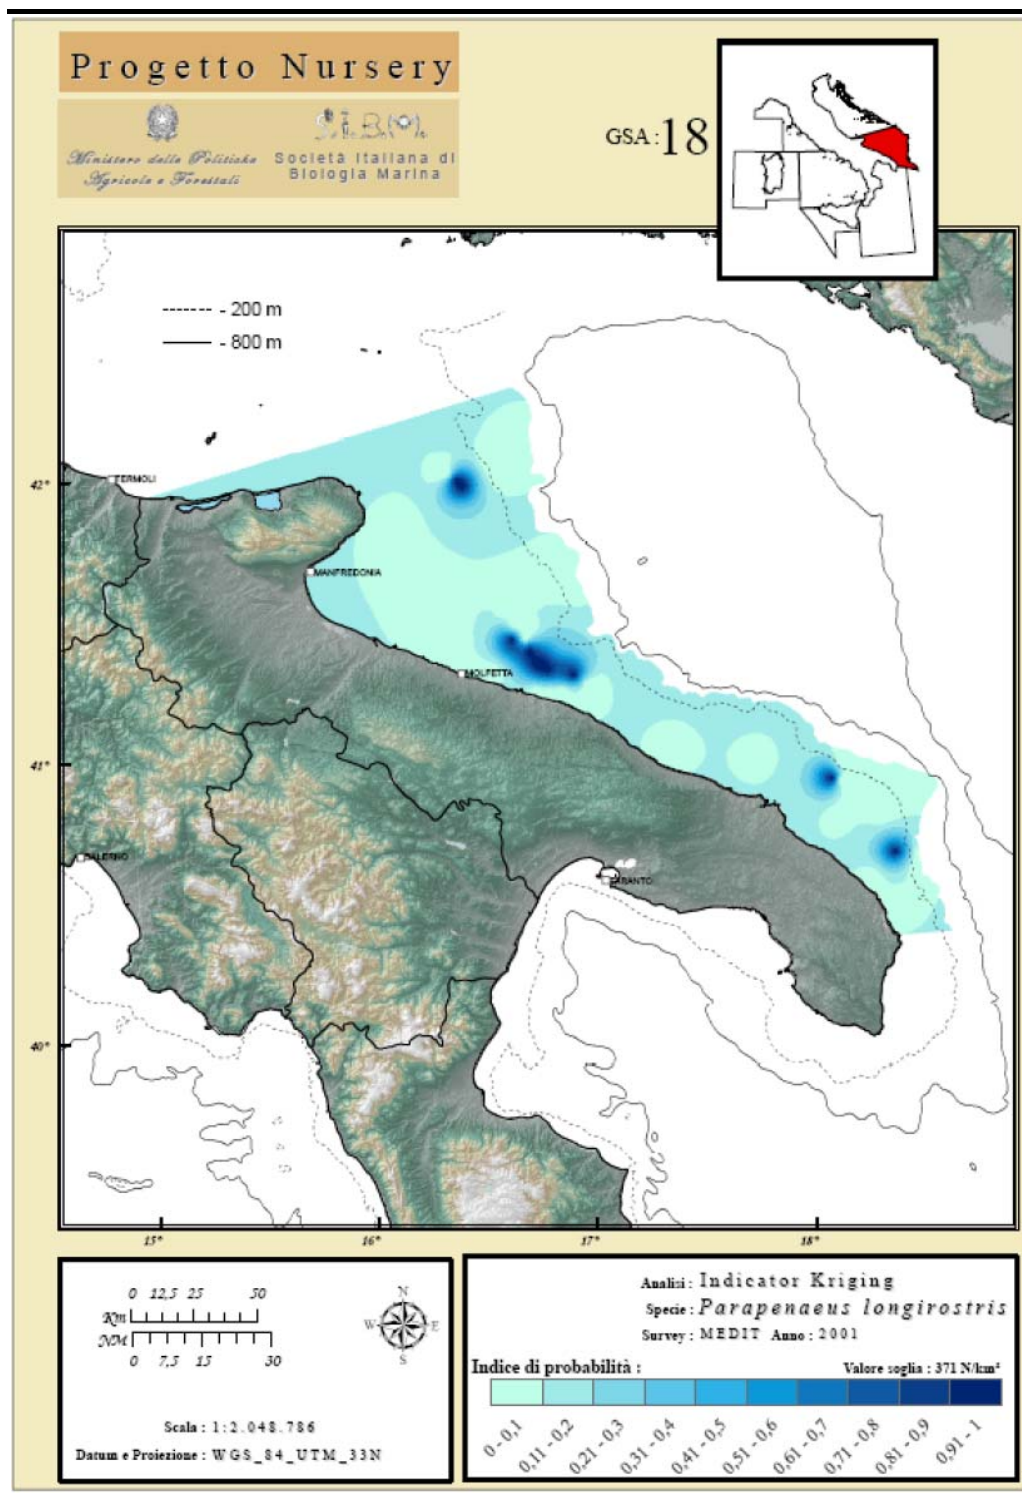 Progetto Nursery
Ministero delle Politiche
Agricole e Forestali
S.I.B.M.
Società Italiana di
Biologia Marina
GSA : 18
- 200 m
- 800 m
TERMOLI
42°
MANFREDONIA
MOLFETTA
41°
SALERNO
TARANTO
40°
15° 16° 17° 18°
0 12,5 25 50
Km
NM
0 7,5 15 30
N
W E
S
Scala : 1:2.048.786
Datum e Proiezione : WGS_84_UTM_33N
Analisi : Indicator Kriging
Specie : Parapenaeus longirostris
Survey : MEDIT Anno : 2001
Indice di probabilità : Valore soglia : 371 N/km²
0 - 0,1 0,11 - 0,2 0,21 - 0,3 0,31 - 0,4 0,41 - 0,5 0,51 - 0,6 0,61 - 0,7 0,71 - 0,8 0,81 - 0,9 0,91 - 1